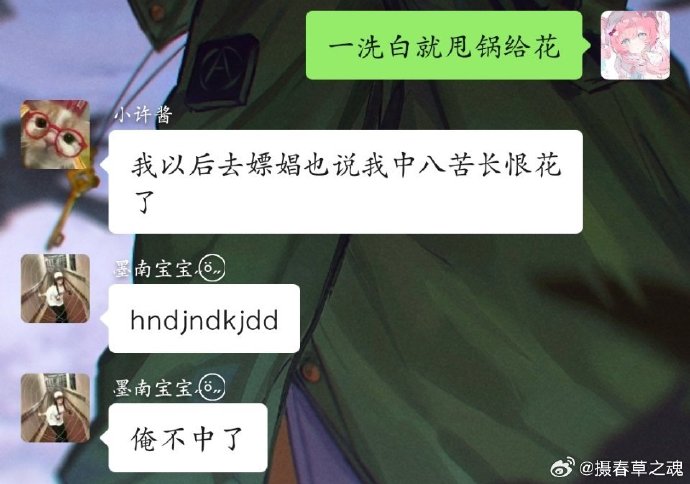 一洗白就甩锅给花
小许酱
我以后去嫖娼也说我中八苦长恨花
了
墨南宝宝
hndjndkjdd
墨南宝宝
俺不中了
@摄春草之魂